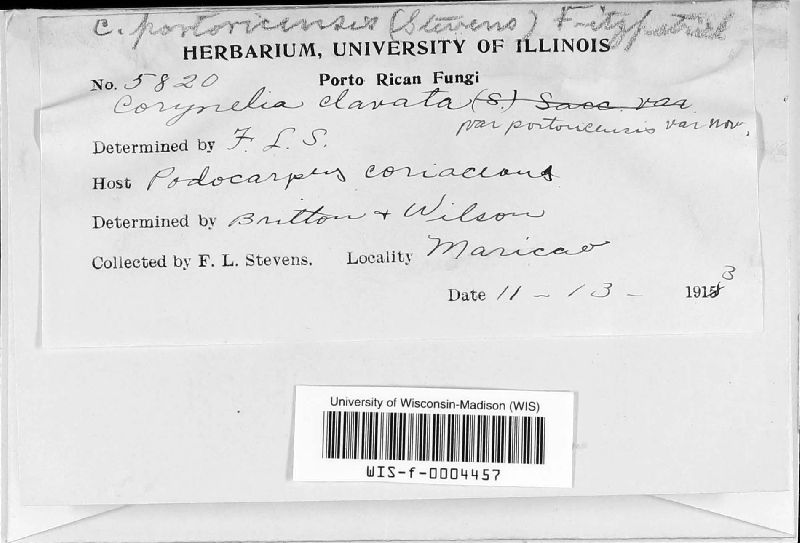 C. portoricensis (Stevens) Fitzpatrick
HERBARIUM, UNIVERSITY OF ILLINOIS
No. 5820 Porto Rican Fungi
Corynelia clavata (S.) Sacc. var.
var portoricensis var nov.
Determined by F. L. S.
Host Podocarpus coriaceous
Determined by Britton + Wilson
Collected by F. L. Stevens. Locality Maricao
Date 11 - 13 - 1913
University of Wisconsin-Madison (WIS)
WIS-f-0004457